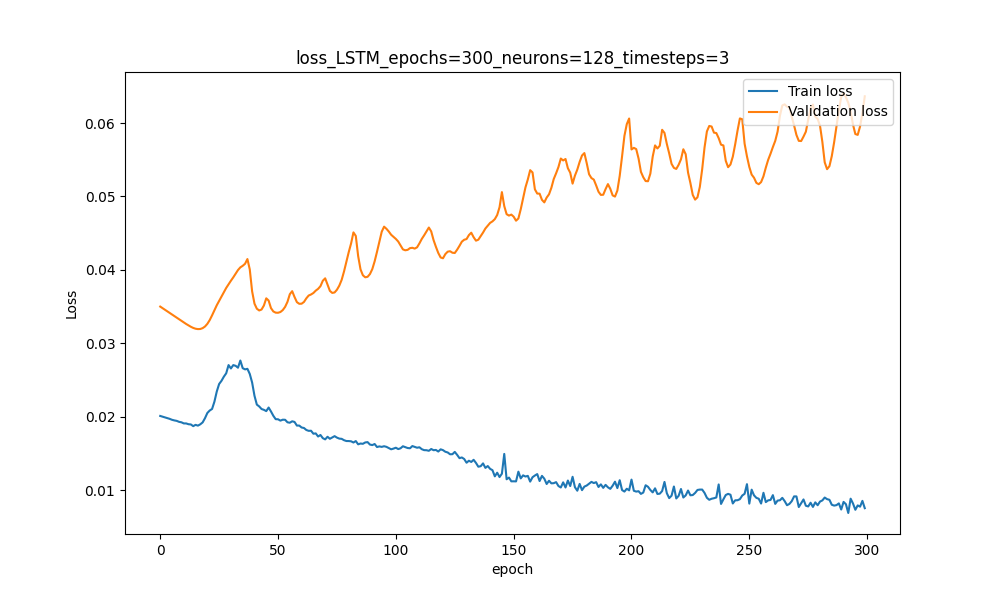 loss_LSTM_epochs=300_neurons=128_timesteps=3
Train loss
Validation loss
0.06
0.05
0.04
0.03
0.02
0.01
Loss
0 50 100 150 200 250 300
epoch